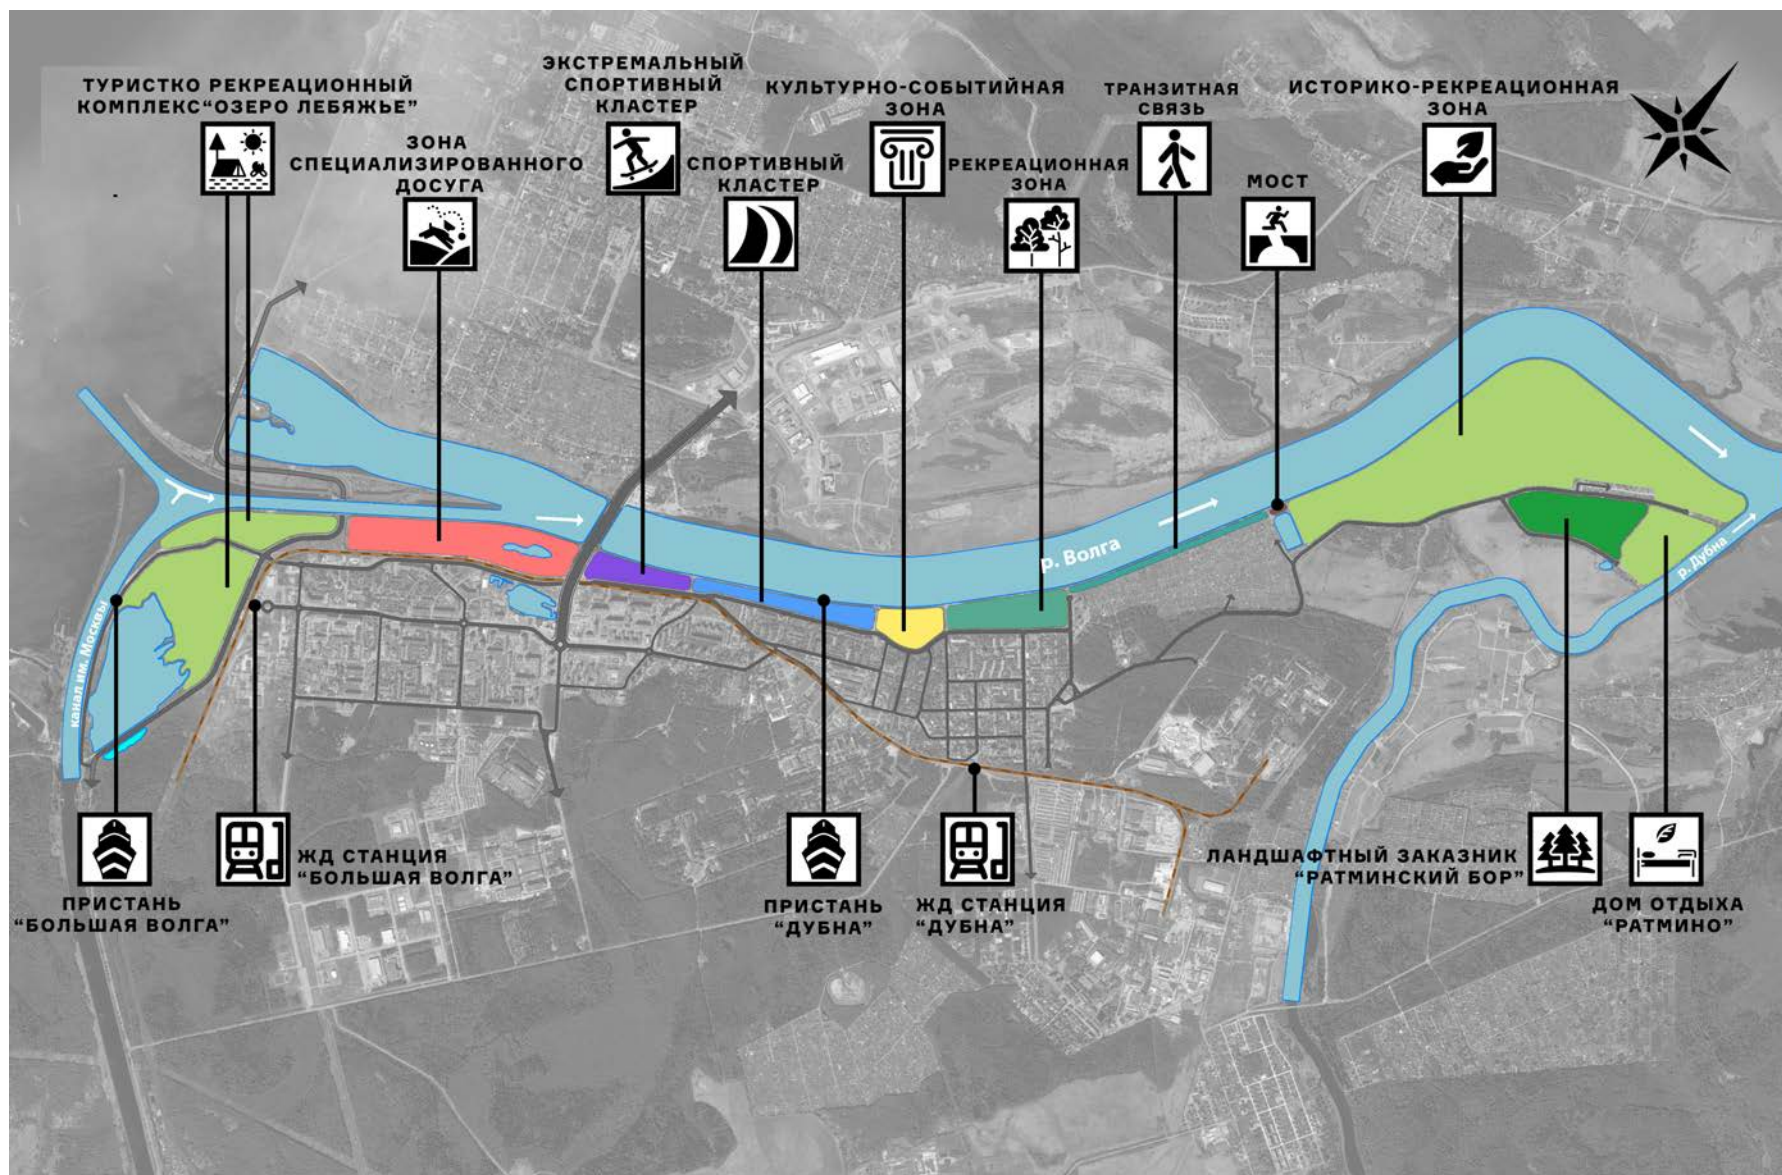 ТУРИСТКО РЕКРЕАЦИОННЫЙ
КОМПЛЕКС“ОЗЕРО ЛЕБЯЖЬЕ”
ЗОНА
СПЕЦИАЛИЗИРОВАННОГО
ДОСУГА
ЭКСТРЕМАЛЬНЫЙ
СПОРТИВНЫЙ
КЛАСТЕР
СПОРТИВНЫЙ
КЛАСТЕР
КУЛЬТУРНО-СОБЫТИЙНАЯ
ЗОНА
РЕКРЕАЦИОННАЯ
ЗОНА
ТРАНЗИТНАЯ
СВЯЗЬ
МОСТ
ИСТОРИКО-РЕКРЕАЦИОННАЯ
ЗОНА
р. Волга
р. Дубна
канал им. Москвы
ПРИСТАНЬ
“БОЛЬШАЯ ВОЛГА”
ЖД СТАНЦИЯ
“БОЛЬШАЯ ВОЛГА”
ПРИСТАНЬ
“ДУБНА”
ЖД СТАНЦИЯ
“ДУБНА”
ЛАНДШАФТНЫЙ ЗАКАЗНИК
“РАТМИНСКИЙ БОР”
ДОМ ОТДЫХА
“РАТМИНО”